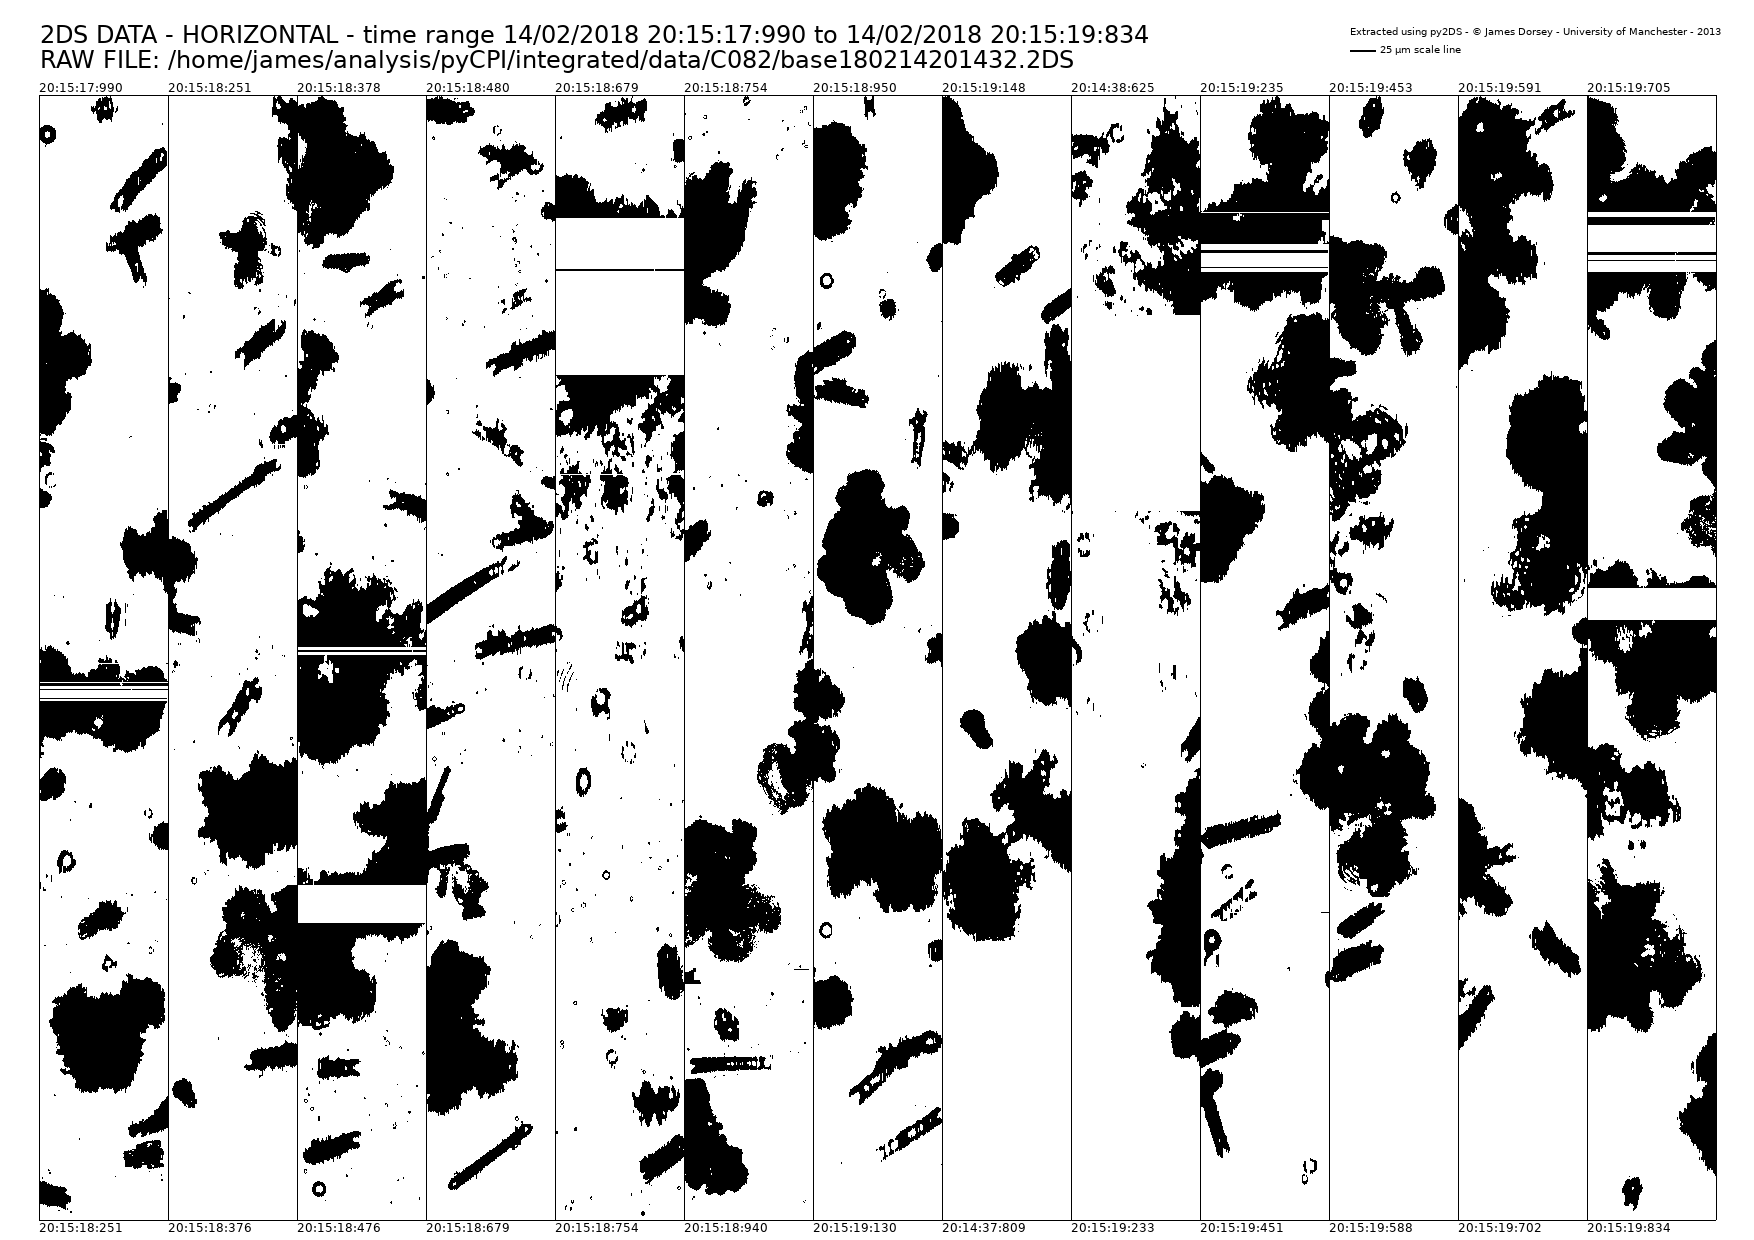 2DS DATA - HORIZONTAL - time range 14/02/2018 20:15:17:990 to 14/02/2018 20:15:19:834
RAW FILE: /home/james/analysis/pyCPI/integrated/data/C082/base180214201432.2DS
Extracted using py2DS - © James Dorsey - University of Manchester - 2013
25 µm scale line
20:15:17:990 20:15:18:251 20:15:18:378 20:15:18:480 20:15:18:679 20:15:18:754 20:15:18:950 20:15:19:148 20:14:38:625 20:15:19:235 20:15:19:453 20:15:19:591 20:15:19:705
20:15:18:251 20:15:18:376 20:15:18:476 20:15:18:679 20:15:18:754 20:15:18:940 20:15:19:130 20:14:37:809 20:15:19:233 20:15:19:451 20:15:19:588 20:15:19:702 20:15:19:834